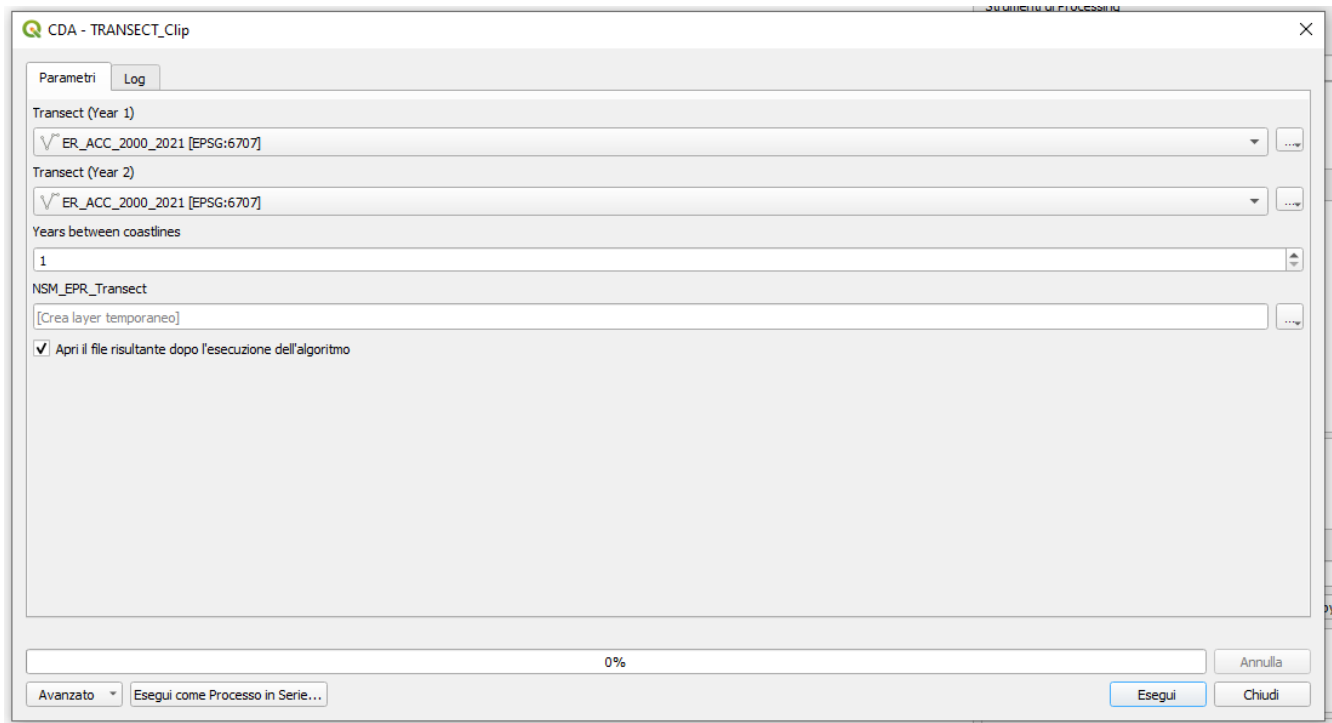 Strumenti di Processing
CDA - TRANSECT_Clip
Parametri
Log
Transect (Year 1)
ER_ACC_2000_2021 [EPSG:6707]
...
Transect (Year 2)
ER_ACC_2000_2021 [EPSG:6707]
...
Years between coastlines
1
NSM_EPR_Transect
[Crea layer temporaneo]
...
Apri il file risultante dopo l'esecuzione dell'algoritmo
0%
Annulla
Avanzato
Esegui come Processo in Serie...
Esegui
Chiudi